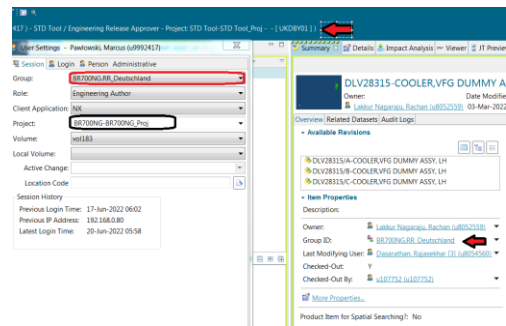 417 ) - STD Tool / Engineering Release Approver - Project: STD Tool-STD Tool_Proj - - [ UKDBY01 ] )
User Settings - Pawlowski, Marcus (u9992417)
Session Login Person Administrative
Group: BR700NG.RR_Deutschland
Role: Engineering Author
Client Application: NX
Project: BR700NG-BR700NG_Proj
Volume: vol183
Local Volume:
Active Change:
Location Code
Session History
Previous Login Time: 17-Jun-2022 06:02
Previous IP Address: 192.168.0.80
Latest Login Time: 20-Jun-2022 05:58
Summary Details Impact Analysis Viewer JT Preview
DLV28315-COOLER,VFG DUMMY A
Owner: Date Modifie
Lakkur Nagaraju, Rachan (u8052559) 03-Mar-2022
Overview Related Datasets Audit Logs
Available Revisions
DLV28315/A-COOLER,VFG DUMMY ASSY, LH
DLV28315/B-COOLER,VFG DUMMY ASSY, LH
DLV28315/C-COOLER,VFG DUMMY ASSY, LH
Item Properties
Description:
Owner: Lakkur Nagaraju, Rachan (u8052559)
Group ID: BR700NG.RR_Deutschland
Last Modifying User: Dasarathan, Rajasekhar [3] (u8054560)
Checked-Out: Y
Checked-Out By: u107752 (u107752)
More Properties...
Product Item for Spatial Searching?: No